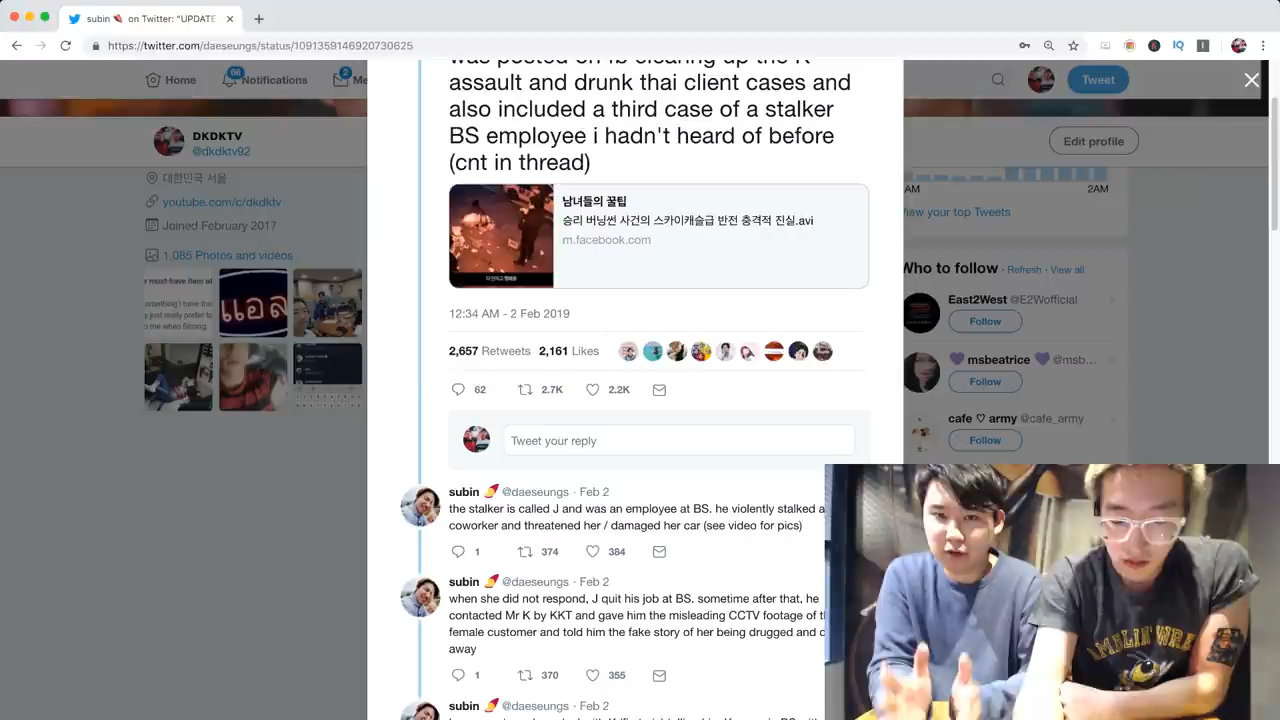 subin on Twitter: "UPDATE
https://twitter.com/daeseungs/status/1091359146920730625
IQ
Home
66
Notifications
2
Me
Tweet
was posted on fb clearing up the K
assault and drunk thai client cases and
also included a third case of a stalker
BS employee i hadn't heard of before
(cnt in thread)
DKDKTV
@dkdktv92
Edit profile
대한민국 서울
youtube.com/c/dkdktv
Joined February 2017
1,085 Photos and videos
AM
2AM
View your top Tweets
남녀들의 꿀팁
승리 버닝썬 사건의 스카이캐슬급 반전 충격적 진실.avi
m.facebook.com
12:34 AM - 2 Feb 2019
2,657 Retweets 2,161 Likes
62 2.7K 2.2K
Tweet your reply
Who to follow · Refresh · View all
East2West @E2Wofficial
Follow
msbeatrice @msb...
Follow
cafe ♡ army @cafe_army
Follow
subin @daeseungs · Feb 2
the stalker is called J and was an employee at BS. he violently stalked a
coworker and threatened her / damaged her car (see video for pics)
1 374 384
subin @daeseungs · Feb 2
when she did not respond, J quit his job at BS. sometime after that, he
contacted Mr K by KKT and gave him the misleading CCTV footage of
female customer and told him the fake story of her being drugged and
away
1 370 355
subin @daeseungs · Feb 2